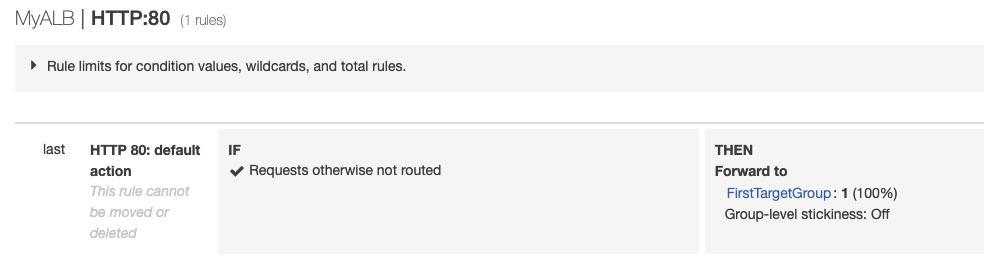 MyALB | HTTP:80 (1 rules)
Rule limits for condition values, wildcards, and total rules.
last
HTTP 80: default
action
This rule cannot
be moved or
deleted
IF
Requests otherwise not routed
THEN
Forward to
FirstTargetGroup: 1 (100%)
Group-level stickiness: Off